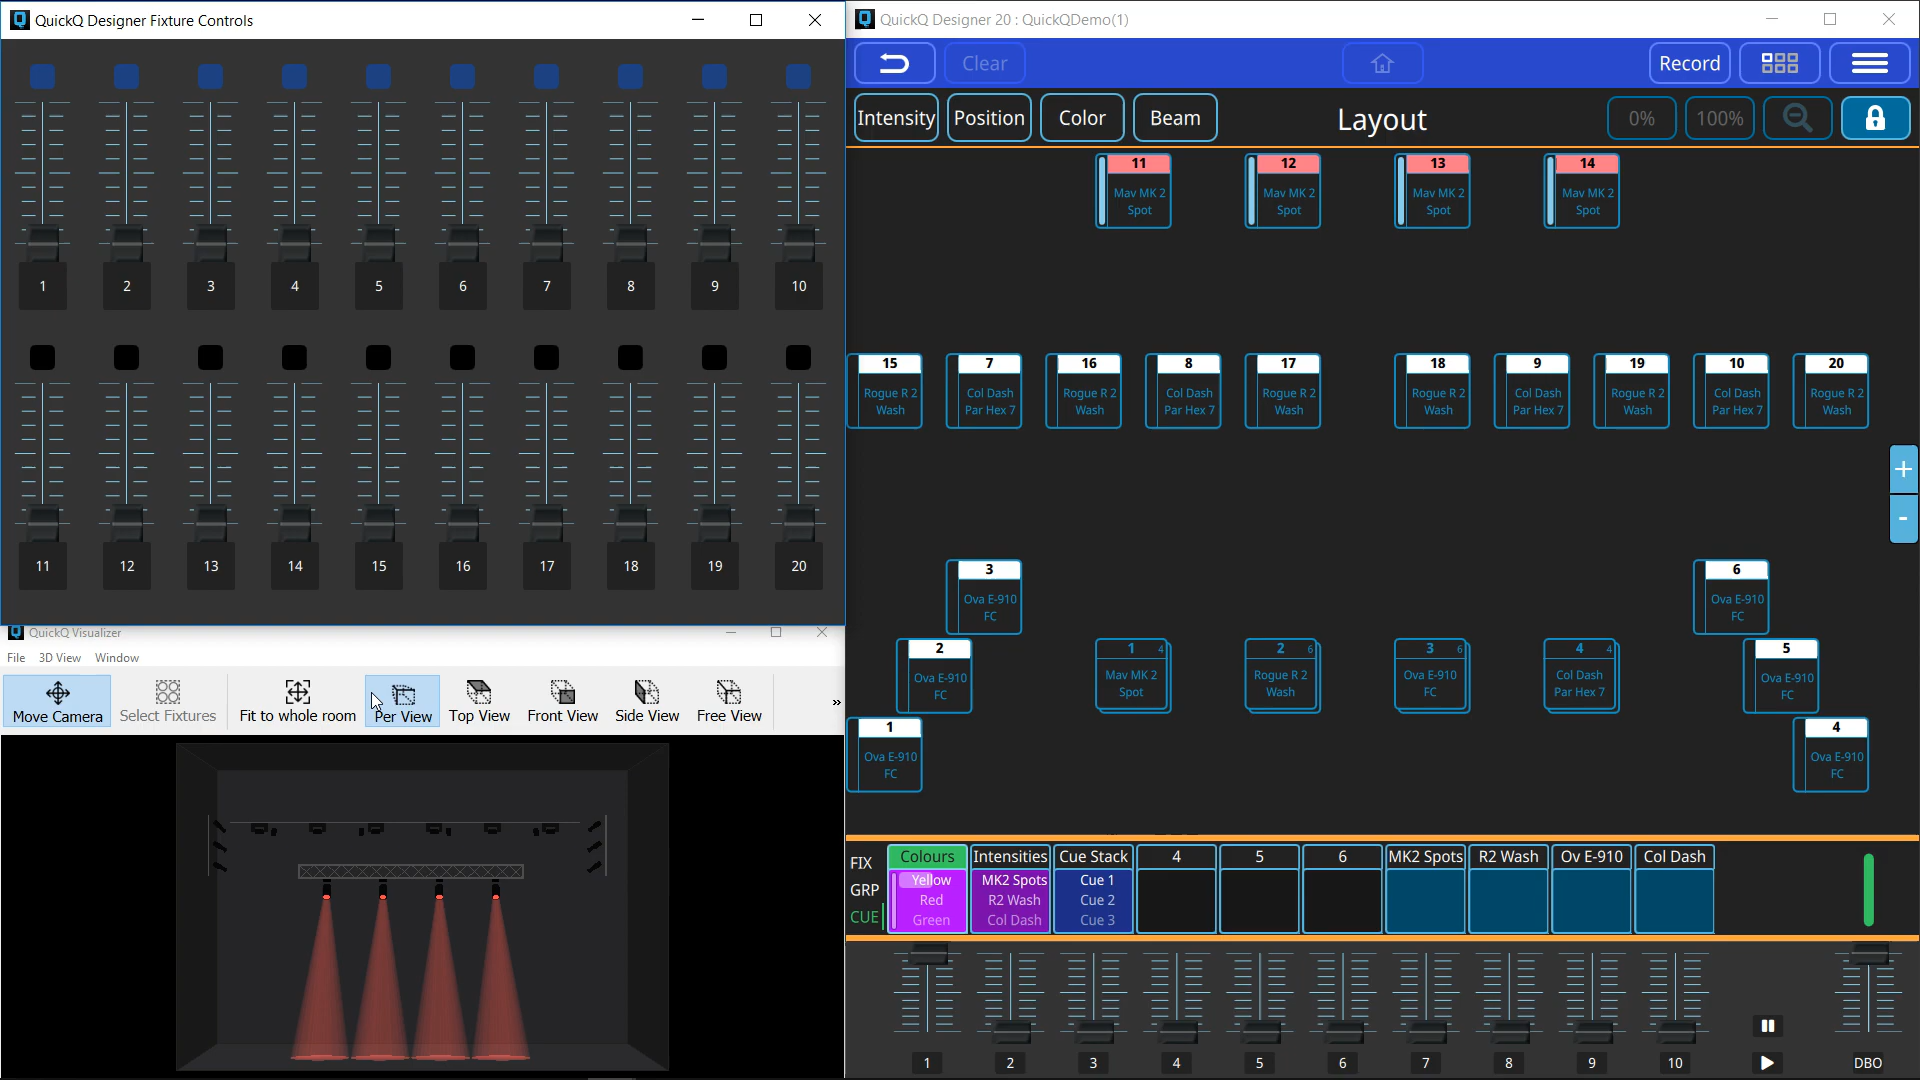 QuickQ Designer Fixture Controls
1 2 3 4 5 6 7 8 9 10
11 12 13 14 15 16 17 18 19 20
QuickQ Visualizer
File 3D View Window
Move Camera Select Fixtures Fit to whole room Per View Top View Front View Side View Free View »
QuickQ Designer 20 : QuickQDemo(1)
Clear Record
Intensity Position Color Beam Layout 0% 100%
11 12 13 14
Mav MK 2 Mav MK 2 Mav MK 2 Mav MK 2
Spot Spot Spot Spot
15 7 16 8 17 18 9 19 10 20
Rogue R 2 Col Dash Rogue R 2 Col Dash Rogue R 2 Rogue R 2 Col Dash Rogue R 2 Col Dash Rogue R 2
Wash Par Hex 7 Wash Par Hex 7 Wash Wash Par Hex 7 Wash Par Hex 7 Wash
+
-
3 6
Ova E-910 Ova E-910
FC FC
2 1 4 2 6 3 6 4 4 5
Ova E-910 Mav MK 2 Rogue R 2 Ova E-910 Col Dash Ova E-910
FC Spot Wash FC Par Hex 7 FC
1 4
Ova E-910 Ova E-910
FC FC
FIX Colours Intensities Cue Stack 4 5 6 MK2 Spots R2 Wash Ov E-910 Col Dash
Yellow MK2 Spots Cue 1
GRP Red R2 Wash Cue 2
CUE Green Col Dash Cue 3
1 2 3 4 5 6 7 8 9 10 DBO